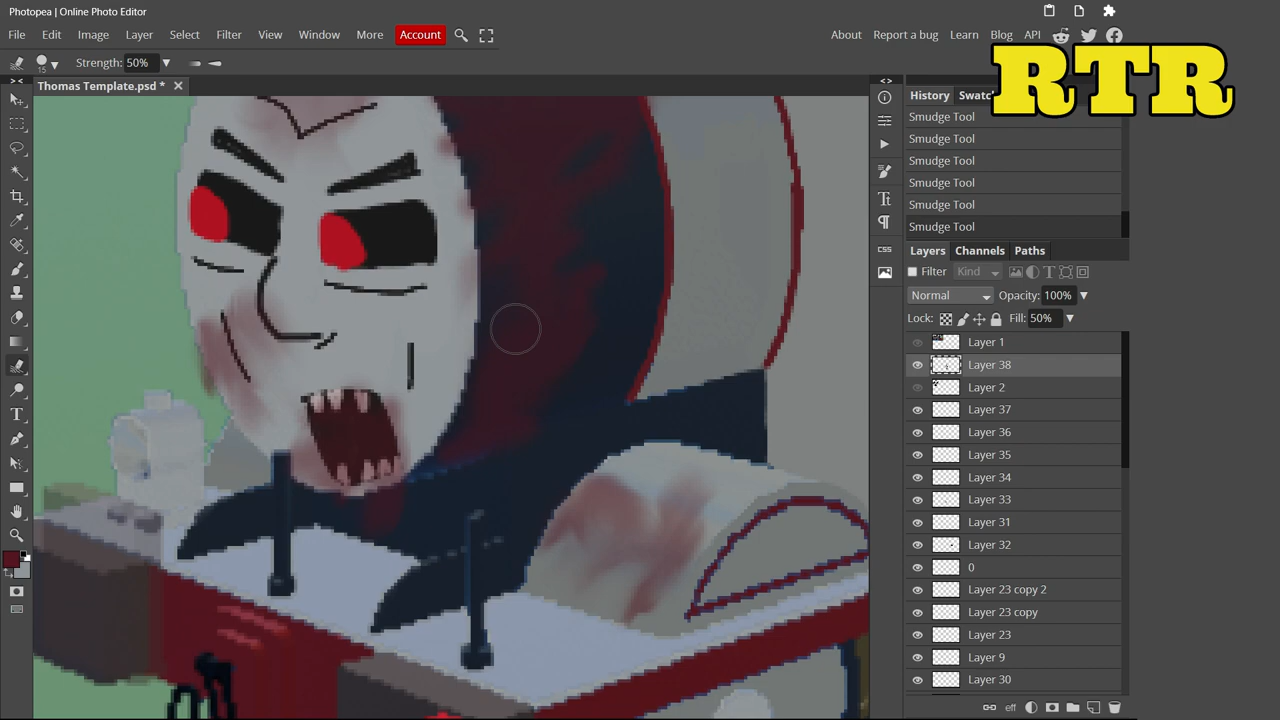 Photopea | Online Photo Editor
File Edit Image Layer Select Filter View Window More Account About Report a bug Learn Blog API
RTR
15 Strength: 50%
Thomas Template.psd * 
History Swatc
Smudge Tool
Smudge Tool
Smudge Tool
Smudge Tool
Smudge Tool
Smudge Tool
Layers Channels Paths
Filter Kind
Normal Opacity: 100%
Lock: Fill: 50%
Layer 1
Layer 38
Layer 2
Layer 37
Layer 36
Layer 35
Layer 34
Layer 33
Layer 31
Layer 32
0
Layer 23 copy 2
Layer 23 copy
Layer 23
Layer 9
Layer 30
CSS
eff